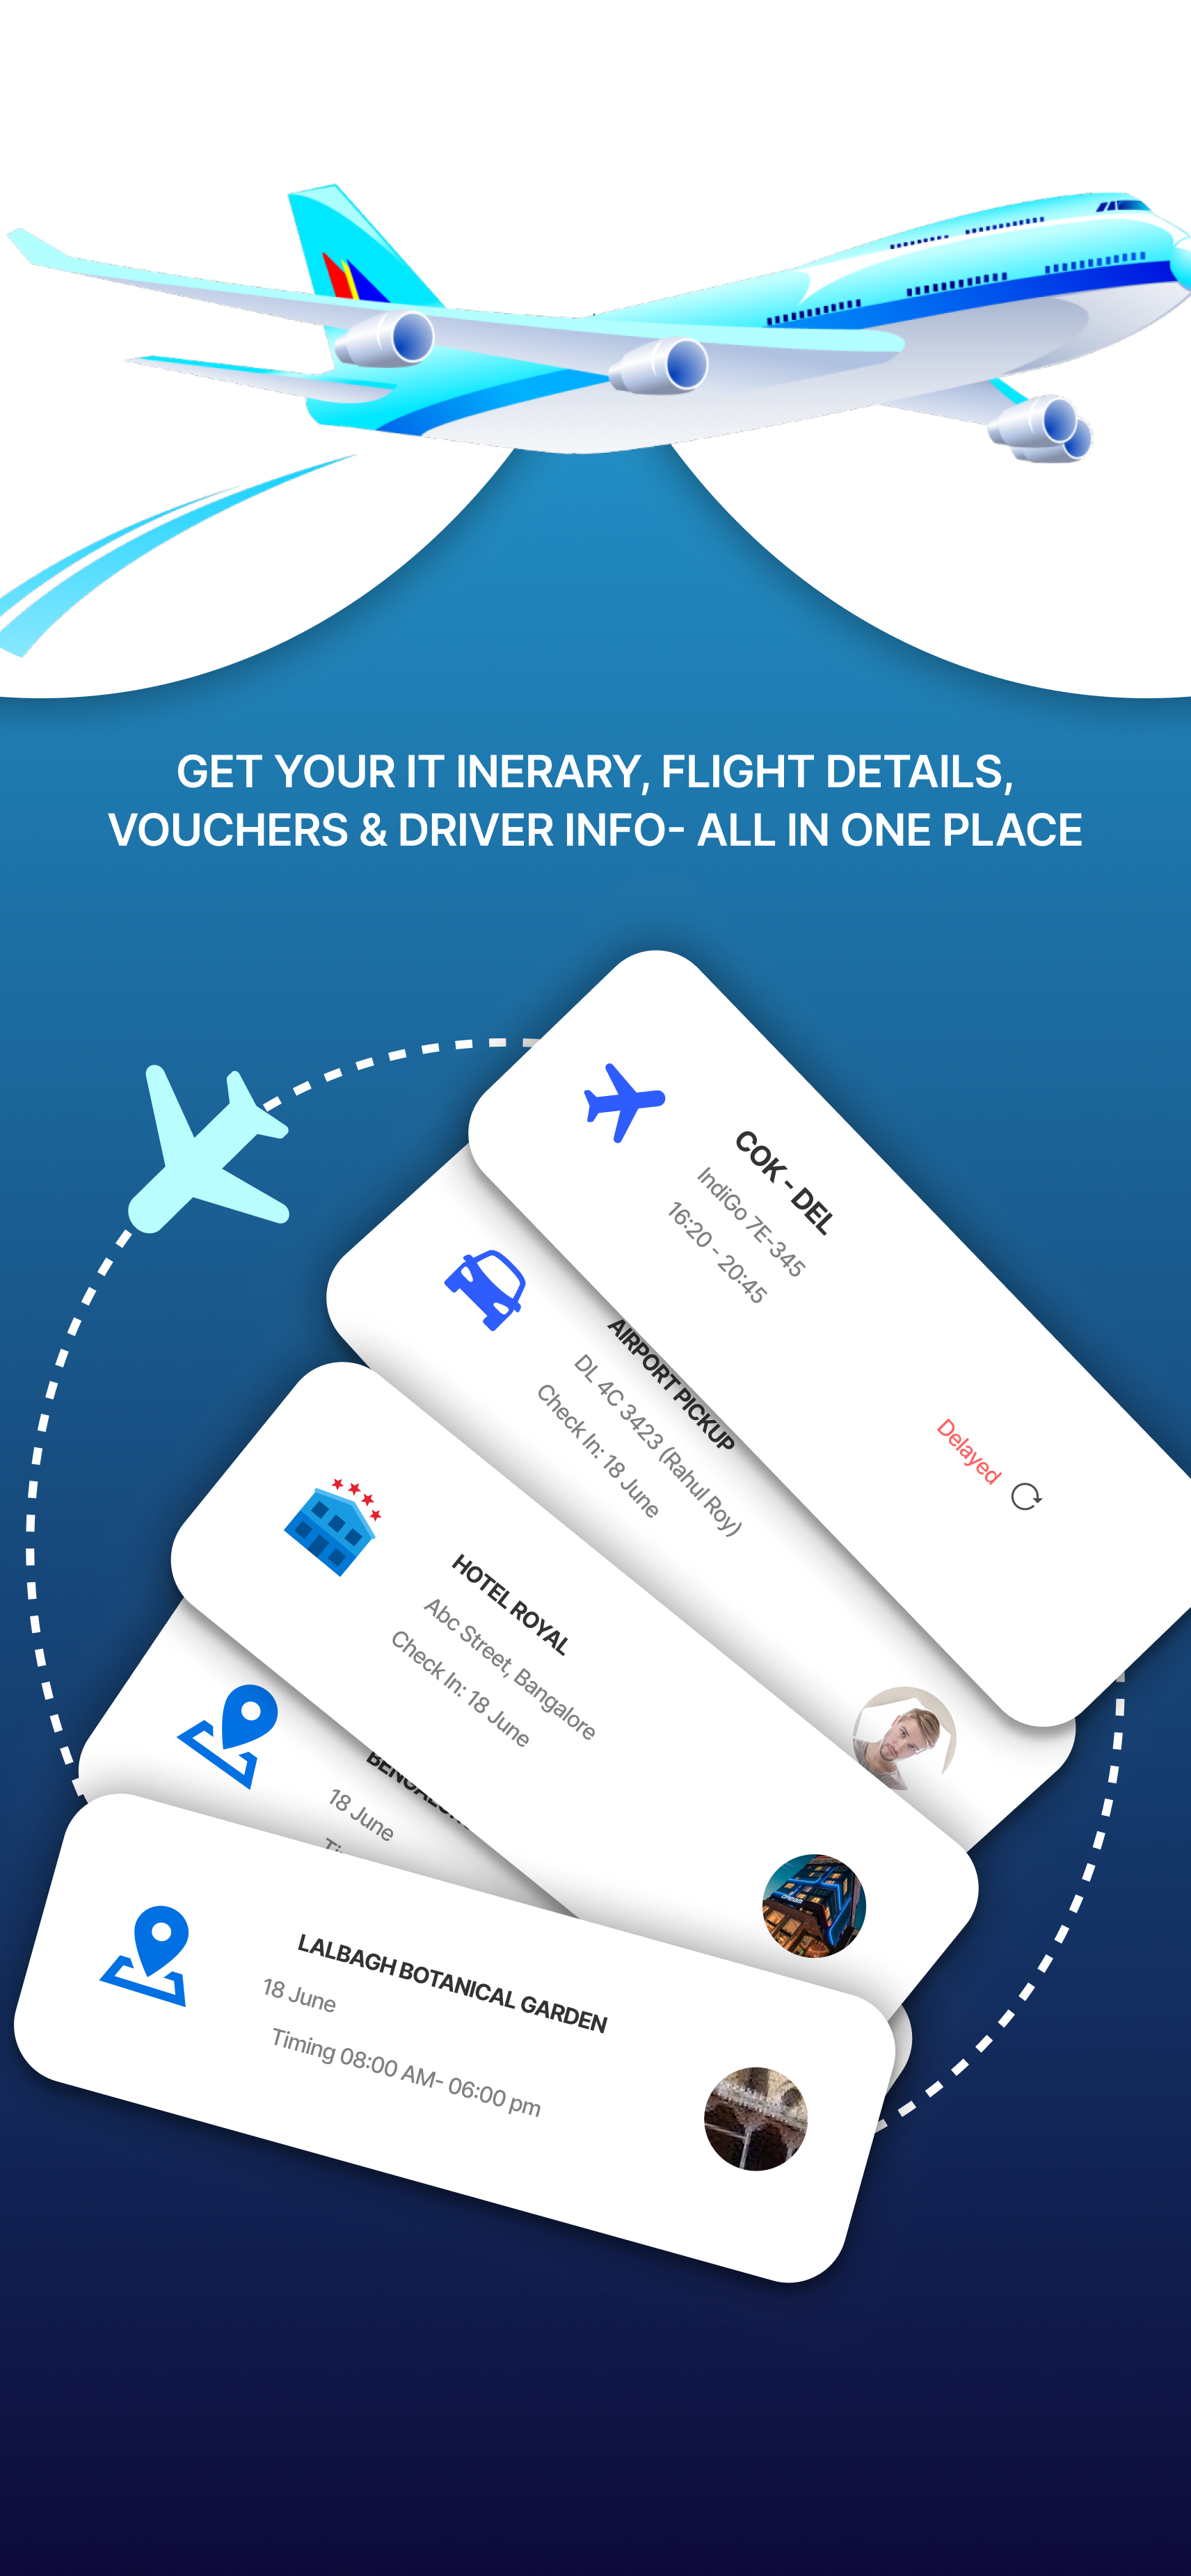 GET YOUR IT INERARY, FLIGHT DETAILS,
VOUCHERS & DRIVER INFO- ALL IN ONE PLACE
COK - DEL
IndiGo 7E-345
16:20 - 20:45
Delayed
AIRPORT PICKUP
DL 4C 3423 (Rahul Roy)
Check In: 18 June
HOTEL ROYAL
Abc Street, Bangalore
Check In: 18 June
18 June
LALBAGH BOTANICAL GARDEN
18 June
Timing 08:00 AM- 06:00 pm